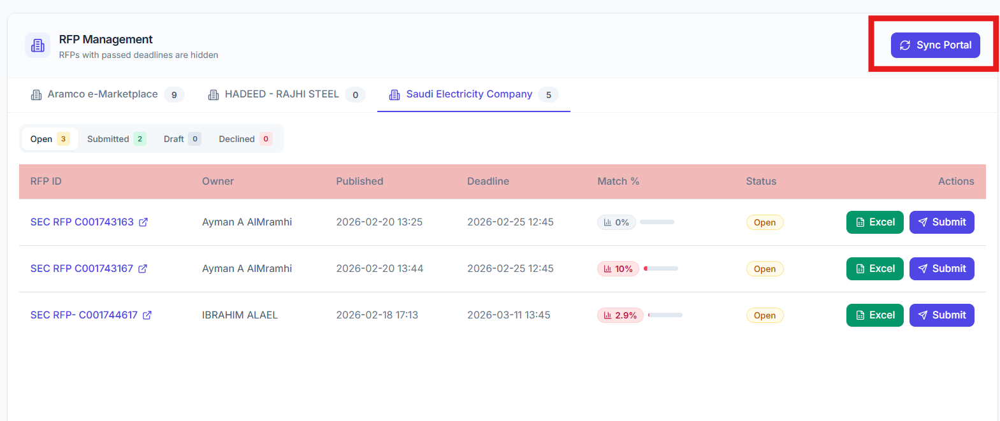 RFP Management
RFPs with passed deadlines are hidden
Sync Portal
Aramco e-Marketplace 9 HADEED - RAJHI STEEL 0 Saudi Electricity Company 5
Open 3 Submitted 2 Draft 0 Declined 0
RFP ID Owner Published Deadline Match % Status Actions
SEC RFP C001743163 Ayman A AlMramhi 2026-02-20 13:25 2026-02-25 12:45 0% Open Excel Submit
SEC RFP C001743167 Ayman A AlMramhi 2026-02-20 13:44 2026-02-25 12:45 10% Open Excel Submit
SEC RFP- C001744617 IBRAHIM ALAEL 2026-02-18 17:13 2026-03-11 13:45 2.9% Open Excel Submit